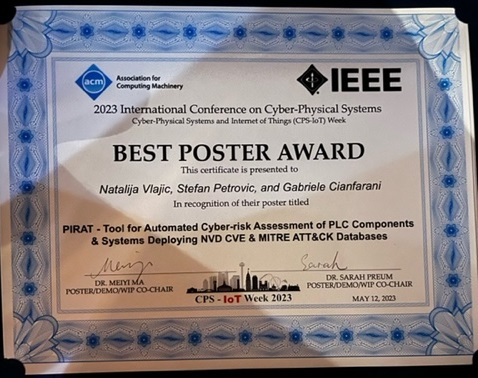 acm
Association for
Computing Machinery
IEEE
2023 International Conference on Cyber-Physical Systems
Cyber-Physical Systems and Internet of Things (CPS-IoT) Week
BEST POSTER AWARD
This certificate is presented to
Natalija Vlajic, Stefan Petrovic, and Gabriele Cianfarani
In recognition of their poster titled
PIRAT - Tool for Automated Cyber-risk Assessment of PLC Components
& Systems Deploying NVD CVE & MITRE ATT&CK Databases
Meiyi
Sarah
DR. MEIYI MA
POSTER/DEMO/WIP CO-CHAIR
CPS - IoT Week 2023
DR. SARAH PREUM
POSTER/DEMO/WIP CO-CHAIR
MAY 12, 2023